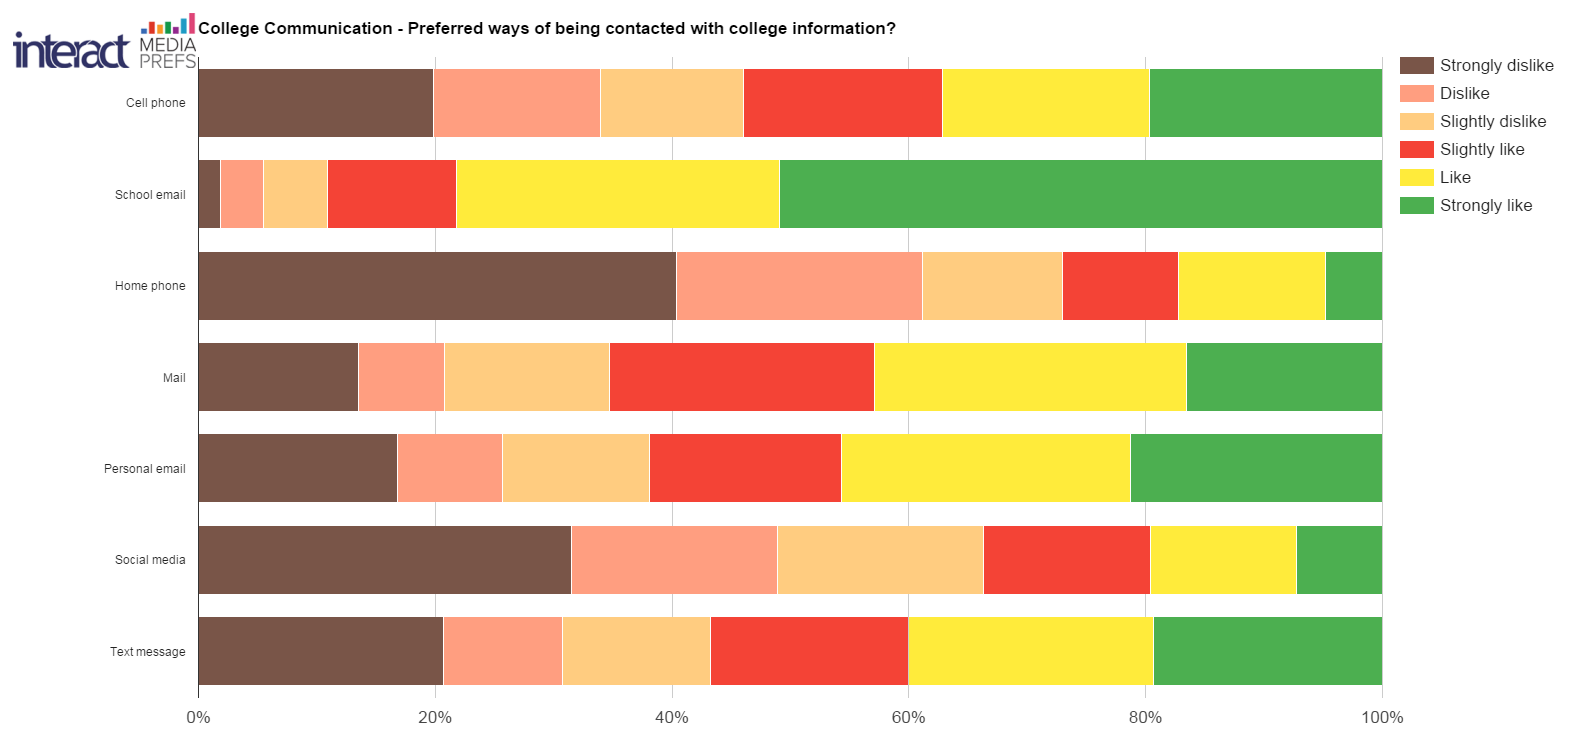 interact
MEDIA
PREFS
College Communication - Preferred ways of being contacted with college information?
Strongly dislike
Dislike
Slightly dislike
Slightly like
Like
Strongly like
Cell phone
School email
Home phone
Mail
Personal email
Social media
Text message
0% 20% 40% 60% 80% 100%